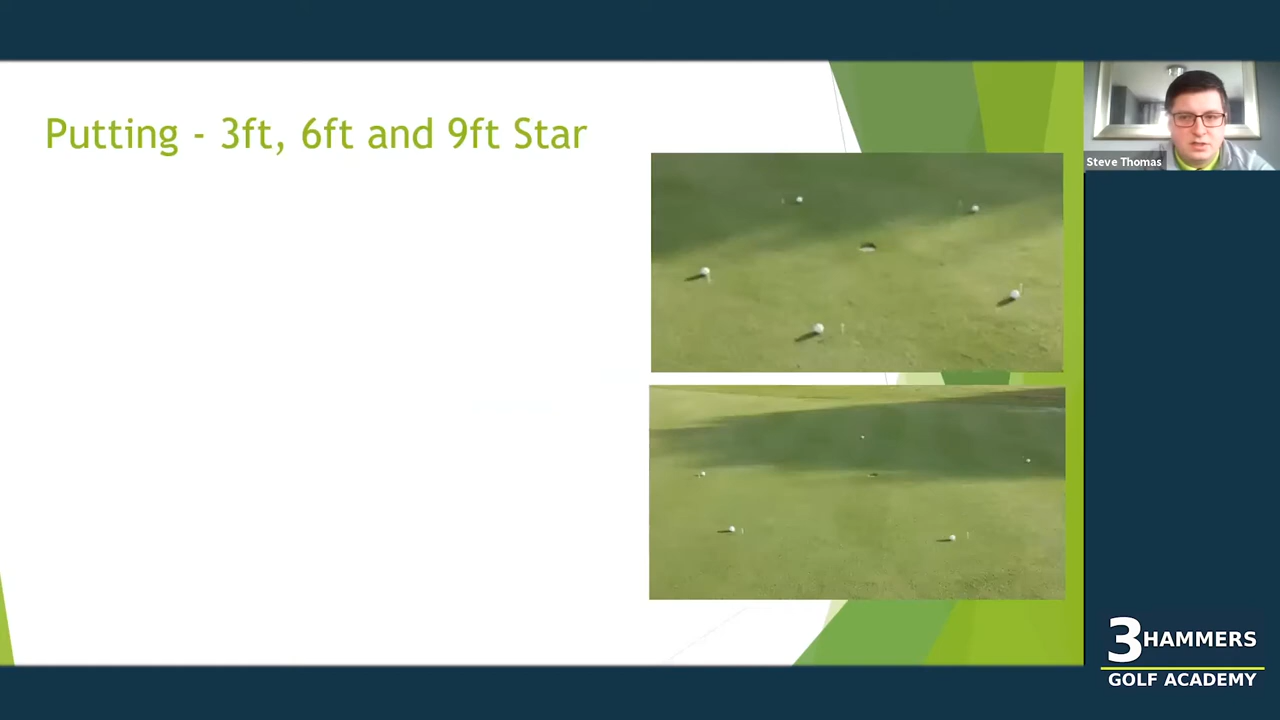 Putting - 3ft, 6ft and 9ft Star
Steve Thomas
3HAMMERS
GOLF ACADEMY